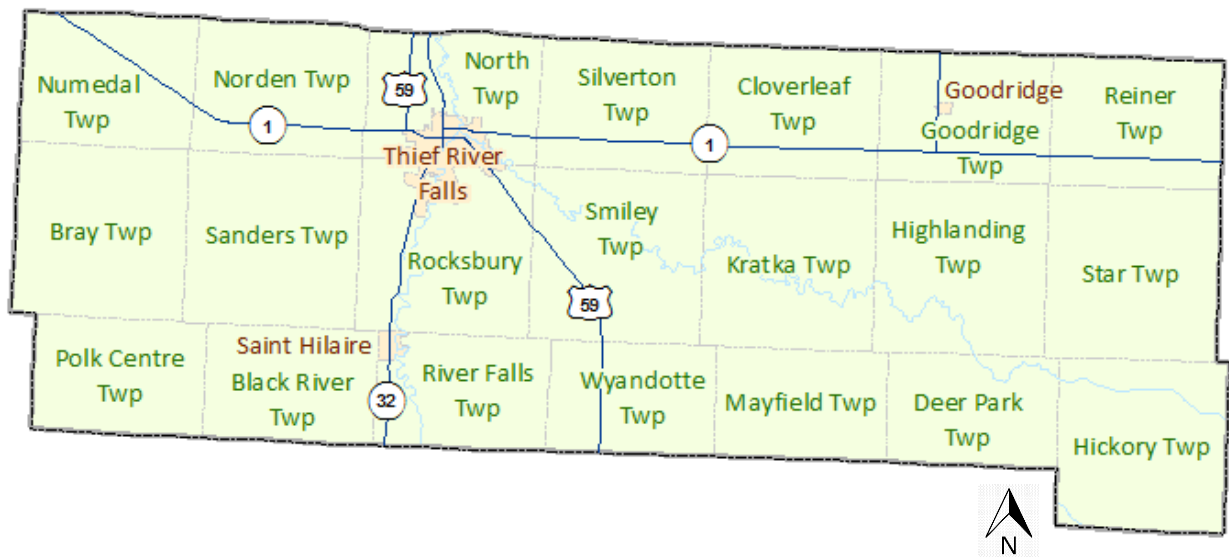 Numedal
Twp
Norden Twp
59
North
Twp
Silverton
Twp
Cloverleaf
Twp
Goodridge
Goodridge
Twp
Reiner
Twp
1
1
Thief River
Falls
Bray Twp
Sanders Twp
Rocksbury
Twp
Smiley
Twp
59
Kratka Twp
Highlanding
Twp
Star Twp
Polk Centre
Twp
Saint Hilaire
Black River
Twp
32
River Falls
Twp
Wyandotte
Twp
Mayfield Twp
Deer Park
Twp
Hickory Twp
N